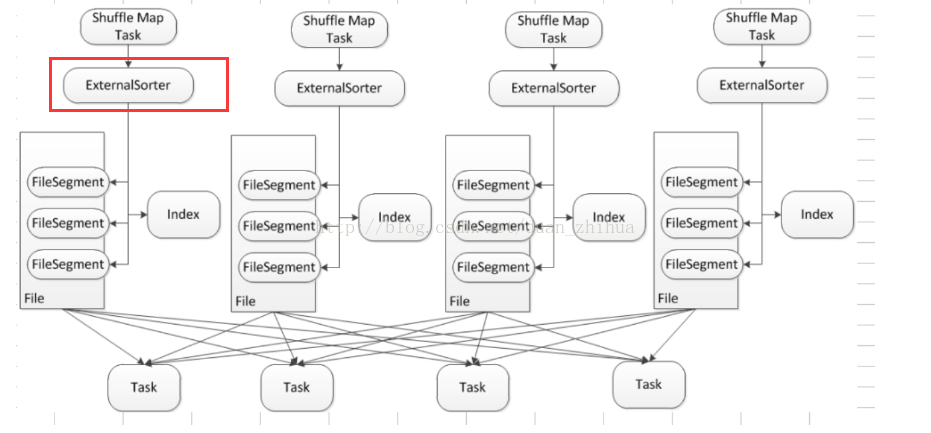 Shuffle Map
Task
Shuffle Map
Task
Shuffle Map
Task
Shuffle Map
Task
ExternalSorter
ExternalSorter
ExternalSorter
ExternalSorter
FileSegment
FileSegment
FileSegment
Index
File
FileSegment
FileSegment
FileSegment
Index
File
FileSegment
FileSegment
FileSegment
Index
File
FileSegment
FileSegment
FileSegment
Index
File
Task
Task
Task
Task